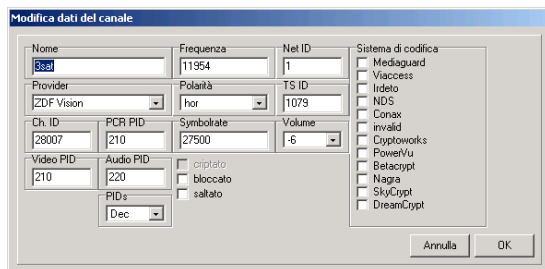 Modifica dati del canale
Nome Frequenza Net ID Sistema di codifica
3sat 11954 1 Mediaguard
Viaccess
Provider Polarità TS ID Irdeto
ZDF Vision hor 1079 NDS
Conax
Ch. ID PCR PID Symbolrate Volume invalid
28007 210 27500 -6 Cryptoworks
PowerVu
Video PID Audio PID criptato Betacrypt
210 220 bloccato Nagra
PIDs saltato SkyCrypt
Dec DreamCrypt
Annulla OK